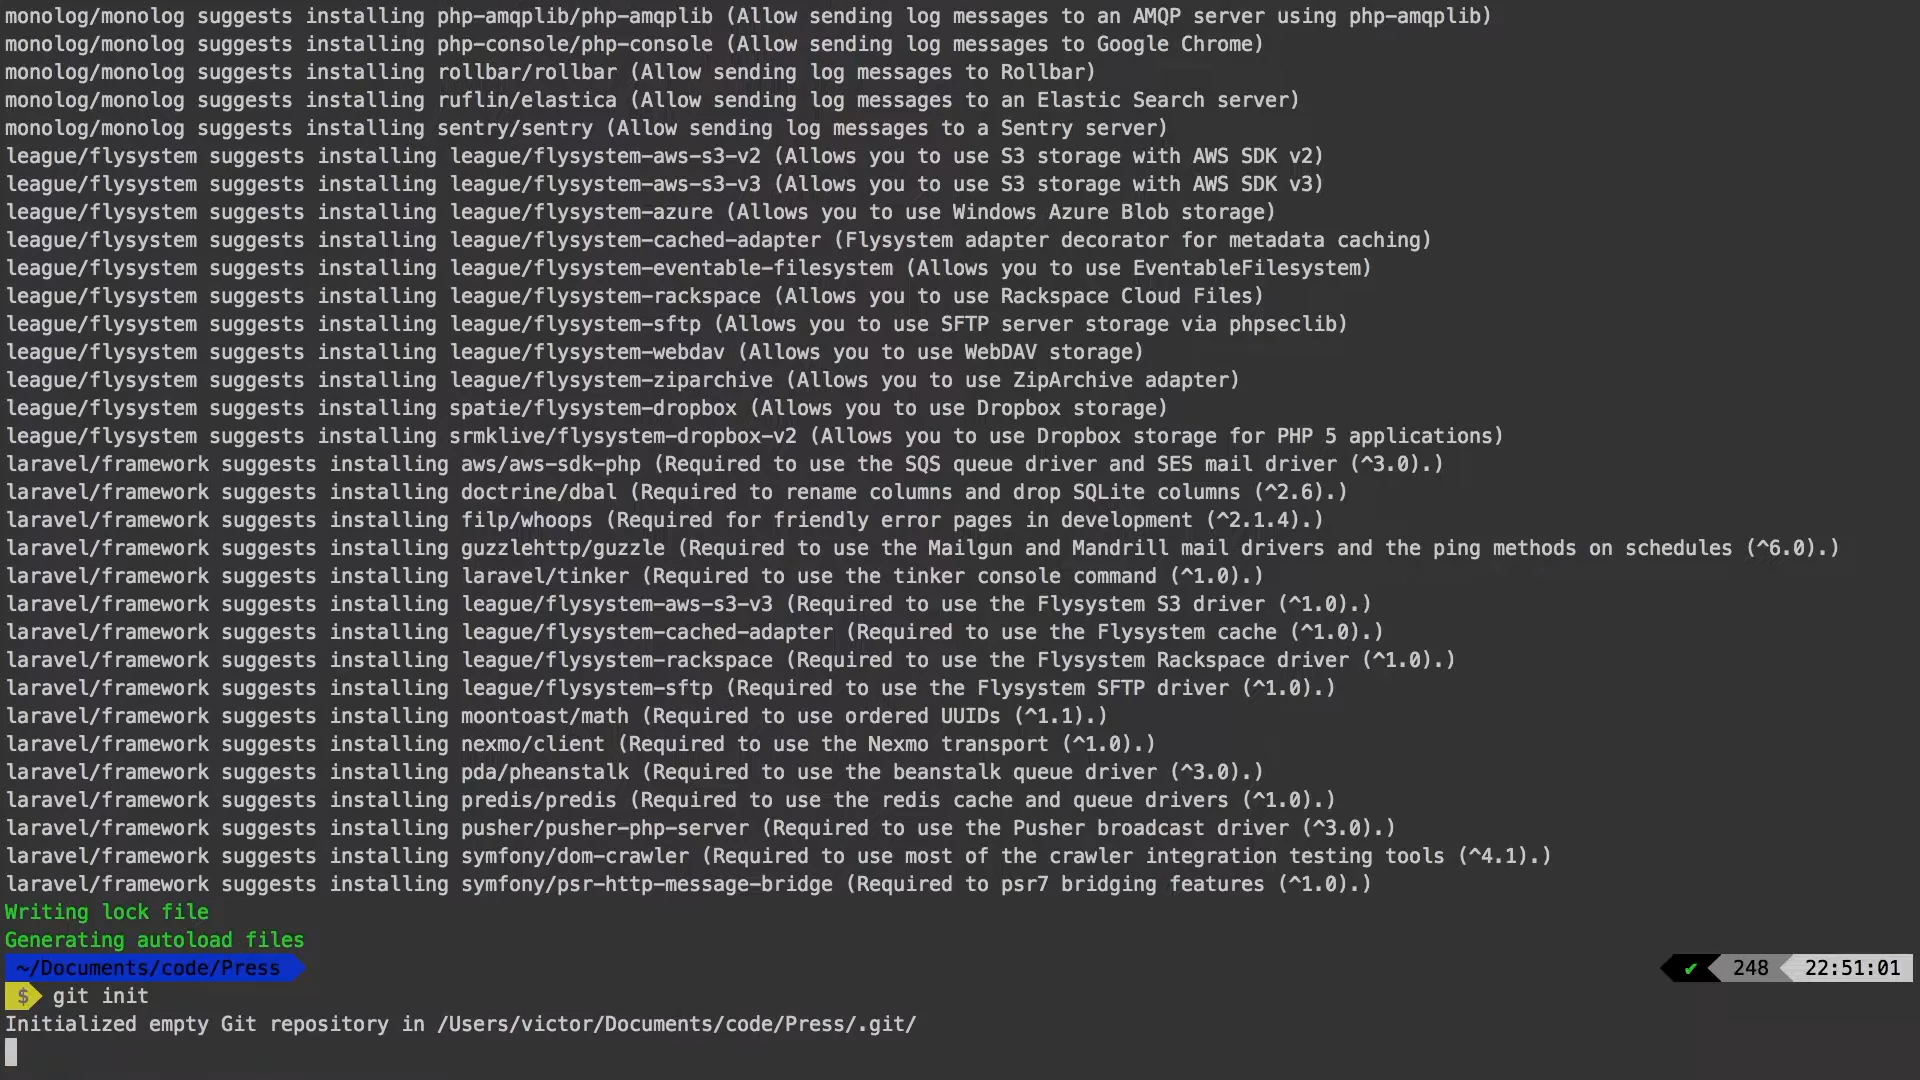 monolog/monolog suggests installing php-amqplib/php-amqplib (Allow sending log messages to an AMQP server using php-amqplib)
monolog/monolog suggests installing php-console/php-console (Allow sending log messages to Google Chrome)
monolog/monolog suggests installing rollbar/rollbar (Allow sending log messages to Rollbar)
monolog/monolog suggests installing ruflin/elastica (Allow sending log messages to an Elastic Search server)
monolog/monolog suggests installing sentry/sentry (Allow sending log messages to a Sentry server)
league/flysystem suggests installing league/flysystem-aws-s3-v2 (Allows you to use S3 storage with AWS SDK v2)
league/flysystem suggests installing league/flysystem-aws-s3-v3 (Allows you to use S3 storage with AWS SDK v3)
league/flysystem suggests installing league/flysystem-azure (Allows you to use Windows Azure Blob storage)
league/flysystem suggests installing league/flysystem-cached-adapter (Flysystem adapter decorator for metadata caching)
league/flysystem suggests installing league/flysystem-eventable-filesystem (Allows you to use EventableFilesystem)
league/flysystem suggests installing league/flysystem-rackspace (Allows you to use Rackspace Cloud Files)
league/flysystem suggests installing league/flysystem-sftp (Allows you to use SFTP server storage via phpseclib)
league/flysystem suggests installing league/flysystem-webdav (Allows you to use WebDAV storage)
league/flysystem suggests installing league/flysystem-ziparchive (Allows you to use ZipArchive adapter)
league/flysystem suggests installing spatie/flysystem-dropbox (Allows you to use Dropbox storage)
league/flysystem suggests installing srmklive/flysystem-dropbox-v2 (Allows you to use Dropbox storage for PHP 5 applications)
laravel/framework suggests installing aws/aws-sdk-php (Required to use the SQS queue driver and SES mail driver (^3.0).)
laravel/framework suggests installing doctrine/dbal (Required to rename columns and drop SQLite columns (^2.6).)
laravel/framework suggests installing filp/whoops (Required for friendly error pages in development (^2.1.4).)
laravel/framework suggests installing guzzlehttp/guzzle (Required to use the Mailgun and Mandrill mail drivers and the ping methods on schedules (^6.0).)
laravel/framework suggests installing laravel/tinker (Required to use the tinker console command (^1.0).)
laravel/framework suggests installing league/flysystem-aws-s3-v3 (Required to use the Flysystem S3 driver (^1.0).)
laravel/framework suggests installing league/flysystem-cached-adapter (Required to use the Flysystem cache (^1.0).)
laravel/framework suggests installing league/flysystem-rackspace (Required to use the Flysystem Rackspace driver (^1.0).)
laravel/framework suggests installing league/flysystem-sftp (Required to use the Flysystem SFTP driver (^1.0).)
laravel/framework suggests installing moontoast/math (Required to use ordered UUIDs (^1.1).)
laravel/framework suggests installing nexmo/client (Required to use the Nexmo transport (^1.0).)
laravel/framework suggests installing pda/pheanstalk (Required to use the beanstalk queue driver (^3.0).)
laravel/framework suggests installing predis/predis (Required to use the redis cache and queue drivers (^1.0).)
laravel/framework suggests installing pusher/pusher-php-server (Required to use the Pusher broadcast driver (^3.0).)
laravel/framework suggests installing symfony/dom-crawler (Required to use most of the crawler integration testing tools (^4.1).)
laravel/framework suggests installing symfony/psr-http-message-bridge (Required to psr7 bridging features (^1.0).)
Writing lock file
Generating autoload files
~/Documents/code/Press ✔ 248 22:51:01
$ git init
Initialized empty Git repository in /Users/victor/Documents/code/Press/.git/